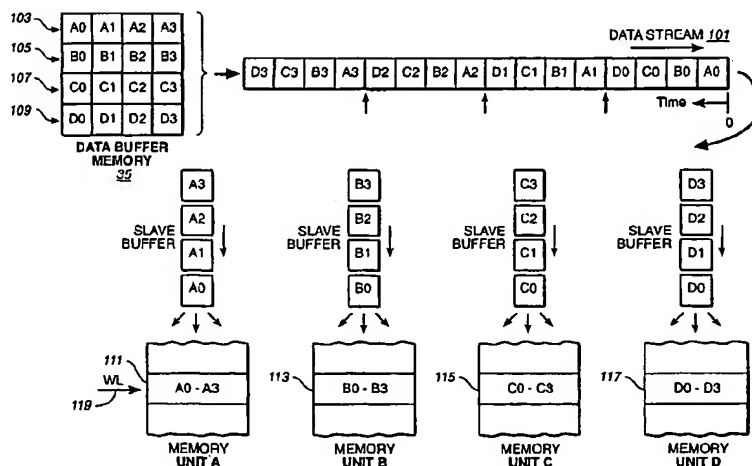 103 A0 A1 A2 A3
105 B0 B1 B2 B3
107 C0 C1 C2 C3
109 D0 D1 D2 D3
DATA BUFFER
MEMORY
35
DATA STREAM 101
D3 C3 B3 A3 D2 C2 B2 A2 D1 C1 B1 A1 D0 C0 B0 A0
Time
0
A3 B3 C3 D3
A2 B2 C2 D2
SLAVE BUFFER
SLAVE BUFFER
SLAVE BUFFER
SLAVE BUFFER
A1 B1 C1 D1
A0 B0 C0 D0
111 113 115 117
WL
119
A0 - A3 B0 - B3 C0 - C3 D0 - D3
MEMORY UNIT A
MEMORY UNIT B
MEMORY UNIT C
MEMORY UNIT D